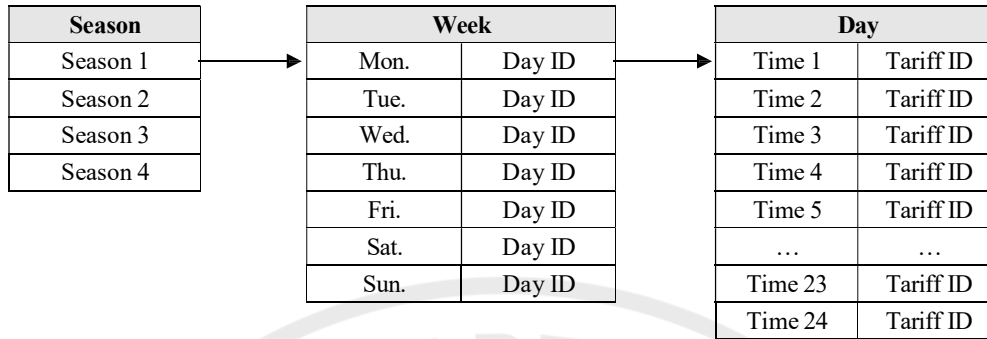 Season
Season 1
Season 2
Season 3
Season 4
Week
Mon. Day ID
Tue. Day ID
Wed. Day ID
Thu. Day ID
Fri. Day ID
Sat. Day ID
Sun. Day ID
Day
Time 1 Tariff ID
Time 2 Tariff ID
Time 3 Tariff ID
Time 4 Tariff ID
Time 5 Tariff ID
… …
Time 23 Tariff ID
Time 24 Tariff ID